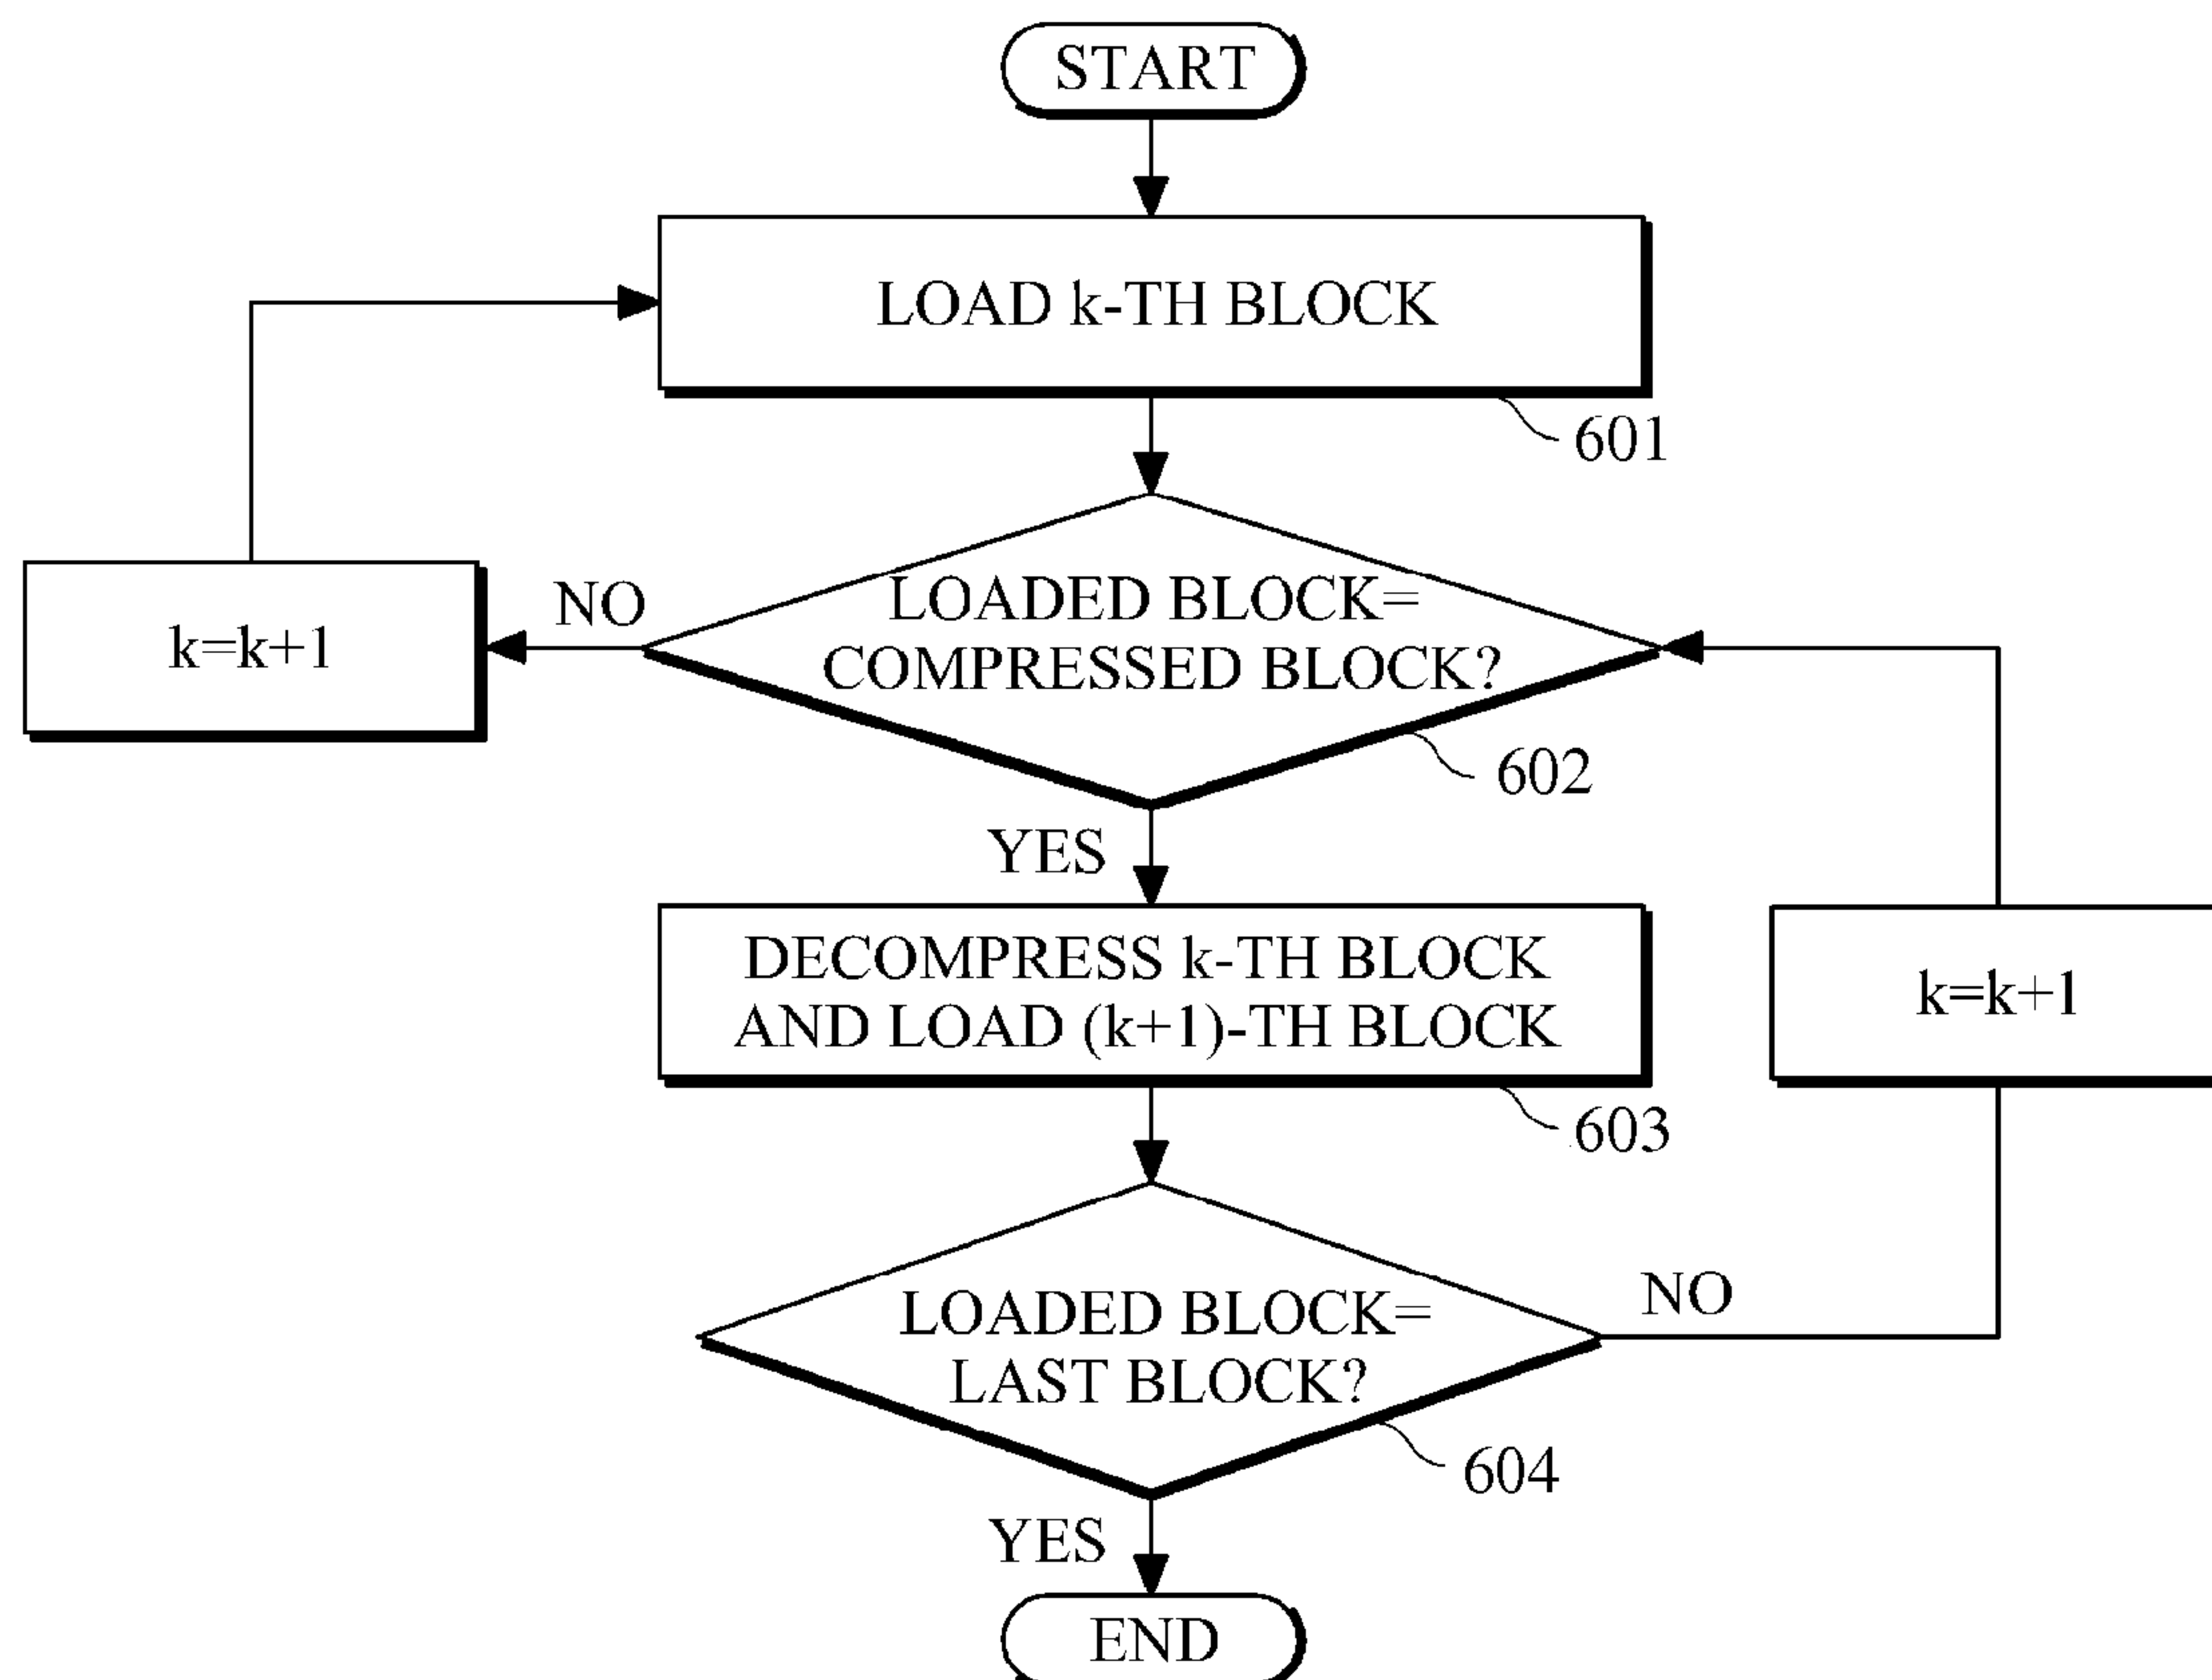 START
LOAD k-TH BLOCK
601
LOADED BLOCK=
COMPRESSED BLOCK?
602
NO
k=k+1
YES
DECOMPRESS k-TH BLOCK
AND LOAD (k+1)-TH BLOCK
603
k=k+1
LOADED BLOCK=
LAST BLOCK?
604
NO
YES
END